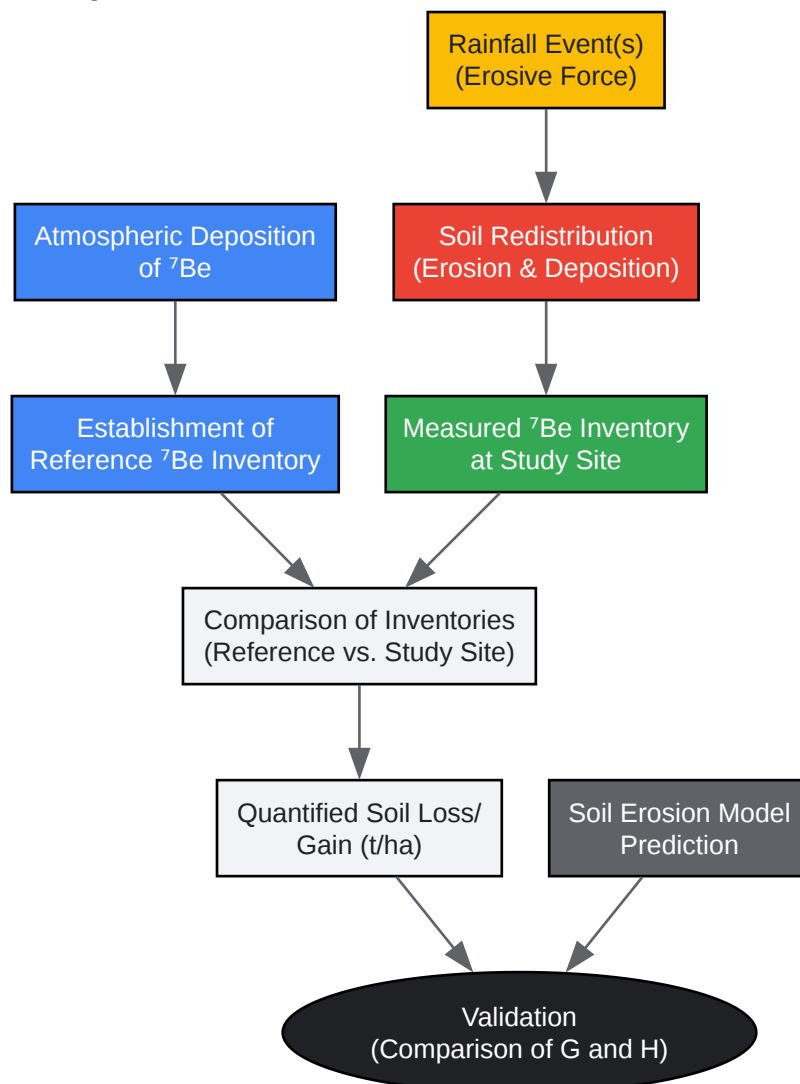 Rainfall Event(s)
(Erosive Force)
Atmospheric Deposition
of ⁷Be
Soil Redistribution
(Erosion & Deposition)
Establishment of
Reference ⁷Be Inventory
Measured ⁷Be Inventory
at Study Site
Comparison of Inventories
(Reference vs. Study Site)
Quantified Soil Loss/
Gain (t/ha)
Soil Erosion Model
Prediction
Validation
(Comparison of G and H)